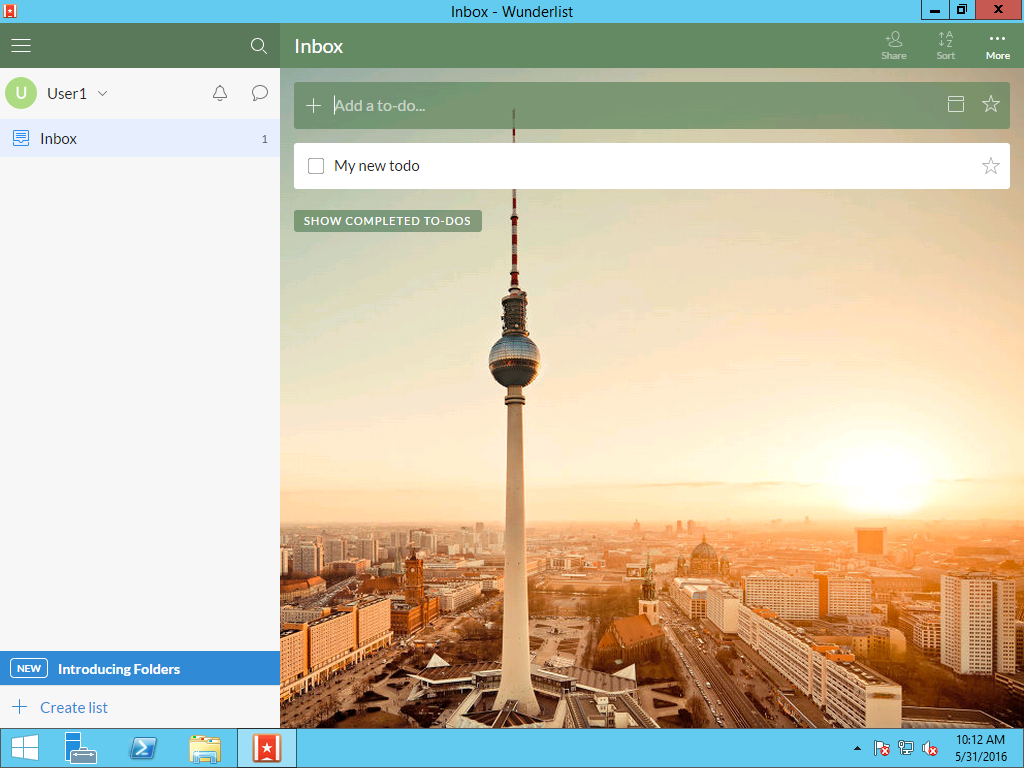 Inbox - Wunderlist
Inbox
Share
Sort
More
U
User1
Add a to-do...
Inbox
1
My new todo
SHOW COMPLETED TO-DOS
NEW
Introducing Folders
Create list
10:12 AM
5/31/2016